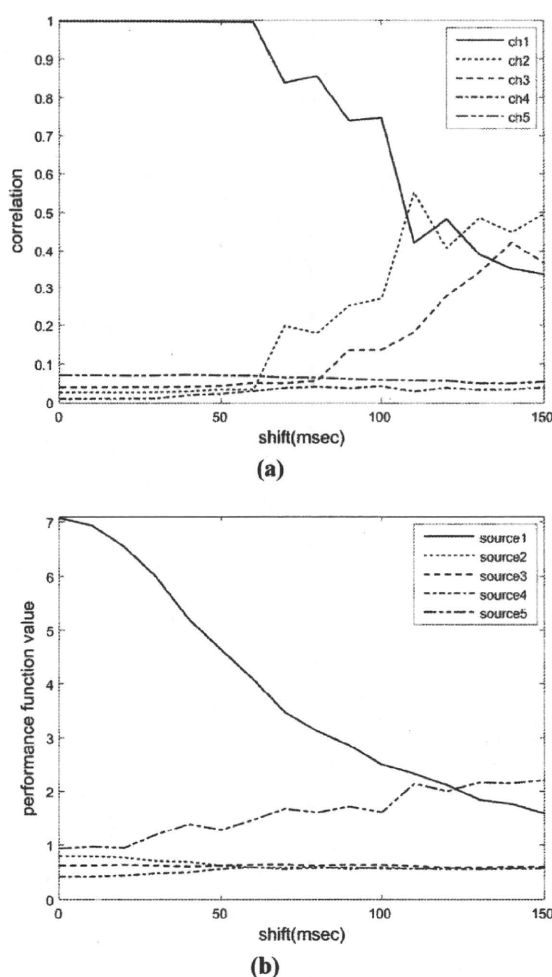 1
0.9
0.8
0.7
0.6
0.5
0.4
0.3
0.2
0.1
0
correlation
ch1
ch2
ch3
ch4
ch5
0 50 100 150
shift(msec)
(a)
7
6
5
4
3
2
1
0
performance function value
source1
source2
source3
source4
source5
0 50 100 150
shift(msec)
(b)